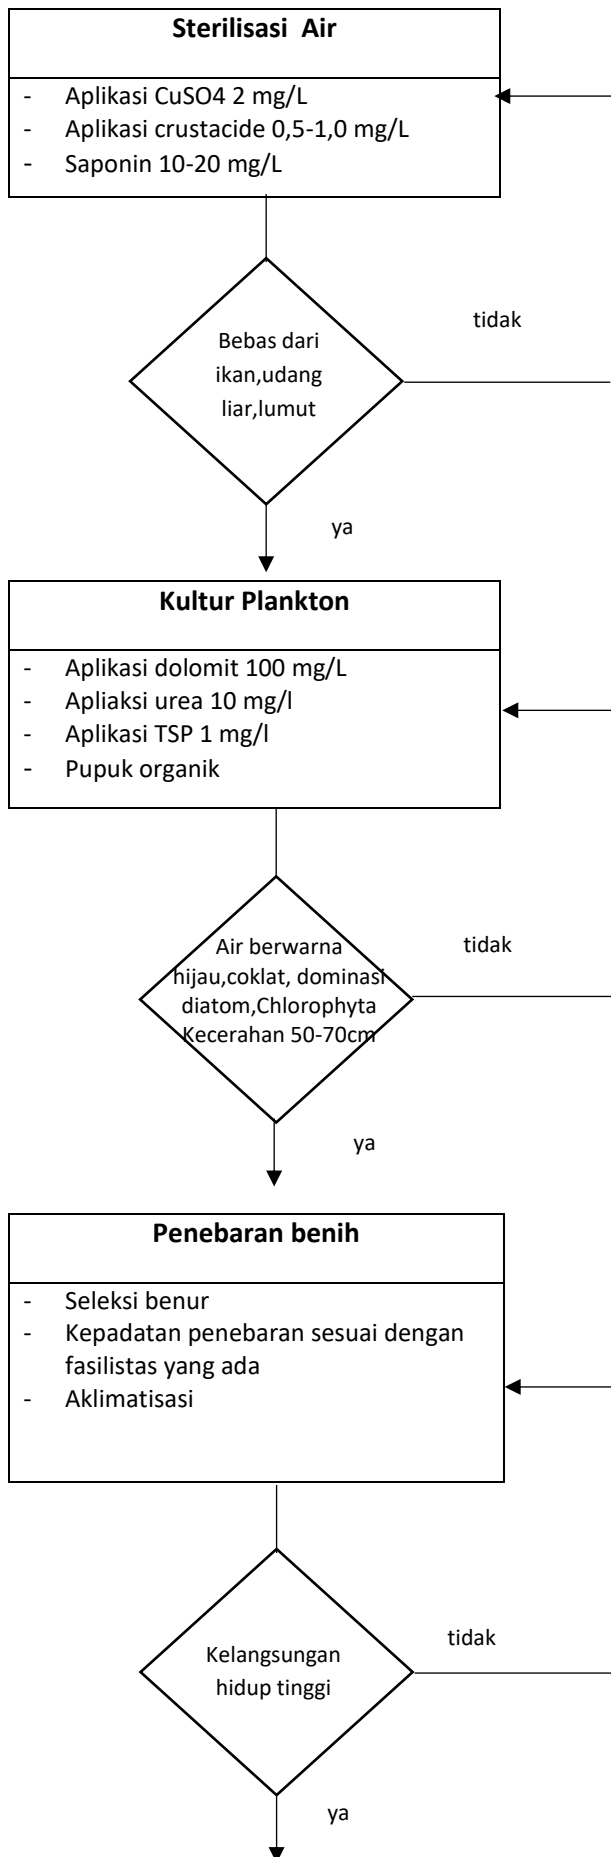 Sterilisasi Air
- Aplikasi CuSO4 2 mg/L
- Aplikasi crustacide 0,5-1,0 mg/L
- Saponin 10-20 mg/L
Bebas dari
ikan,udang
liar,lumut
tidak
ya
Kultur Plankton
- Aplikasi dolomit 100 mg/L
- Apliaksi urea 10 mg/l
- Aplikasi TSP 1 mg/l
- Pupuk organik
Air berwarna
hijau,coklat, dominasi
diatom,Chlorophyta
Kecerahan 50-70cm
tidak
ya
Penebaran benih
- Seleksi benur
- Kepadatan penebaran sesuai dengan
fasilistas yang ada
- Aklimatisasi
Kelangsungan
hidup tinggi
tidak
ya